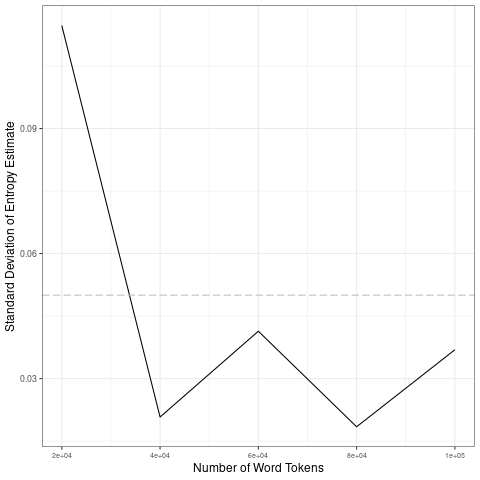 Standard Deviation of Entropy Estimate
0.09
0.06
0.03
2e+04 4e+04 6e+04 8e+04 1e+05
Number of Word Tokens